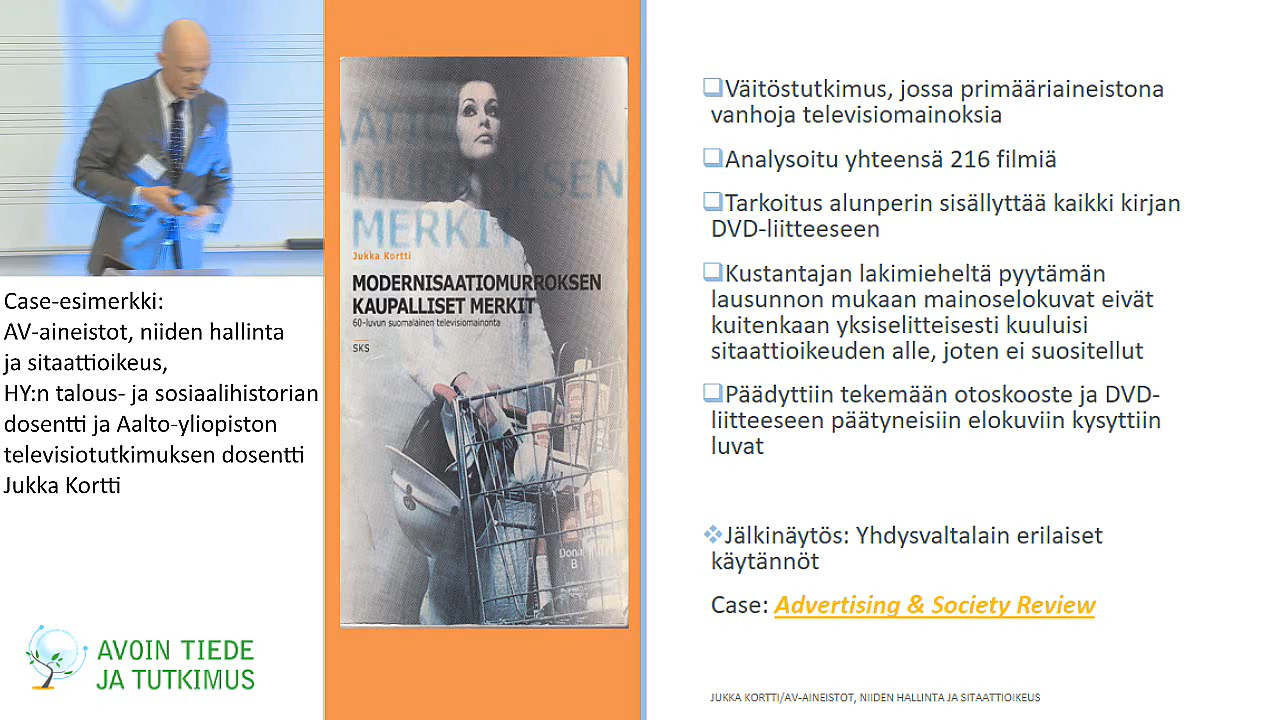 Case-esimerkki:
AV-aineistot, niiden hallinta
ja sitaattioikeus,
HY:n talous- ja sosiaalihistorian
dosentti ja Aalto-yliopiston
televisiotutkimuksen dosentti
Jukka Kortti
AVOIN TIEDE
JA TUTKIMUS
MERKIT
Jukka Kortti
MODERNISAATIOMURROKSEN
KAUPALLISET MERKIT
60-luvun suomalainen televisiomainonta
SKS
Väitöstutkimus, jossa primääriaineistona
vanhoja televisiomainoksia
Analysoitu yhteensä 216 filmiä
Tarkoitus alunperin sisällyttää kaikki kirjan
DVD-liitteeseen
Kustantajan lakimieheltä pyytämän
lausunnon mukaan mainoselokuvat eivät
kuitenkaan yksiselitteisesti kuuluisi
sitaattioikeuden alle, joten ei suositellut
Päädyttiin tekemään otoskooste ja DVD-
liitteeseen päätyneisiin elokuviin kysyttiin
luvat
Jälkinäytös: Yhdysvaltalain erilaiset
käytännöt
Case: Advertising & Society Review
JUKKA KORTTI/AV-AINEISTOT, NIIDEN HALLINTA JA SITAATTIOIKEUS